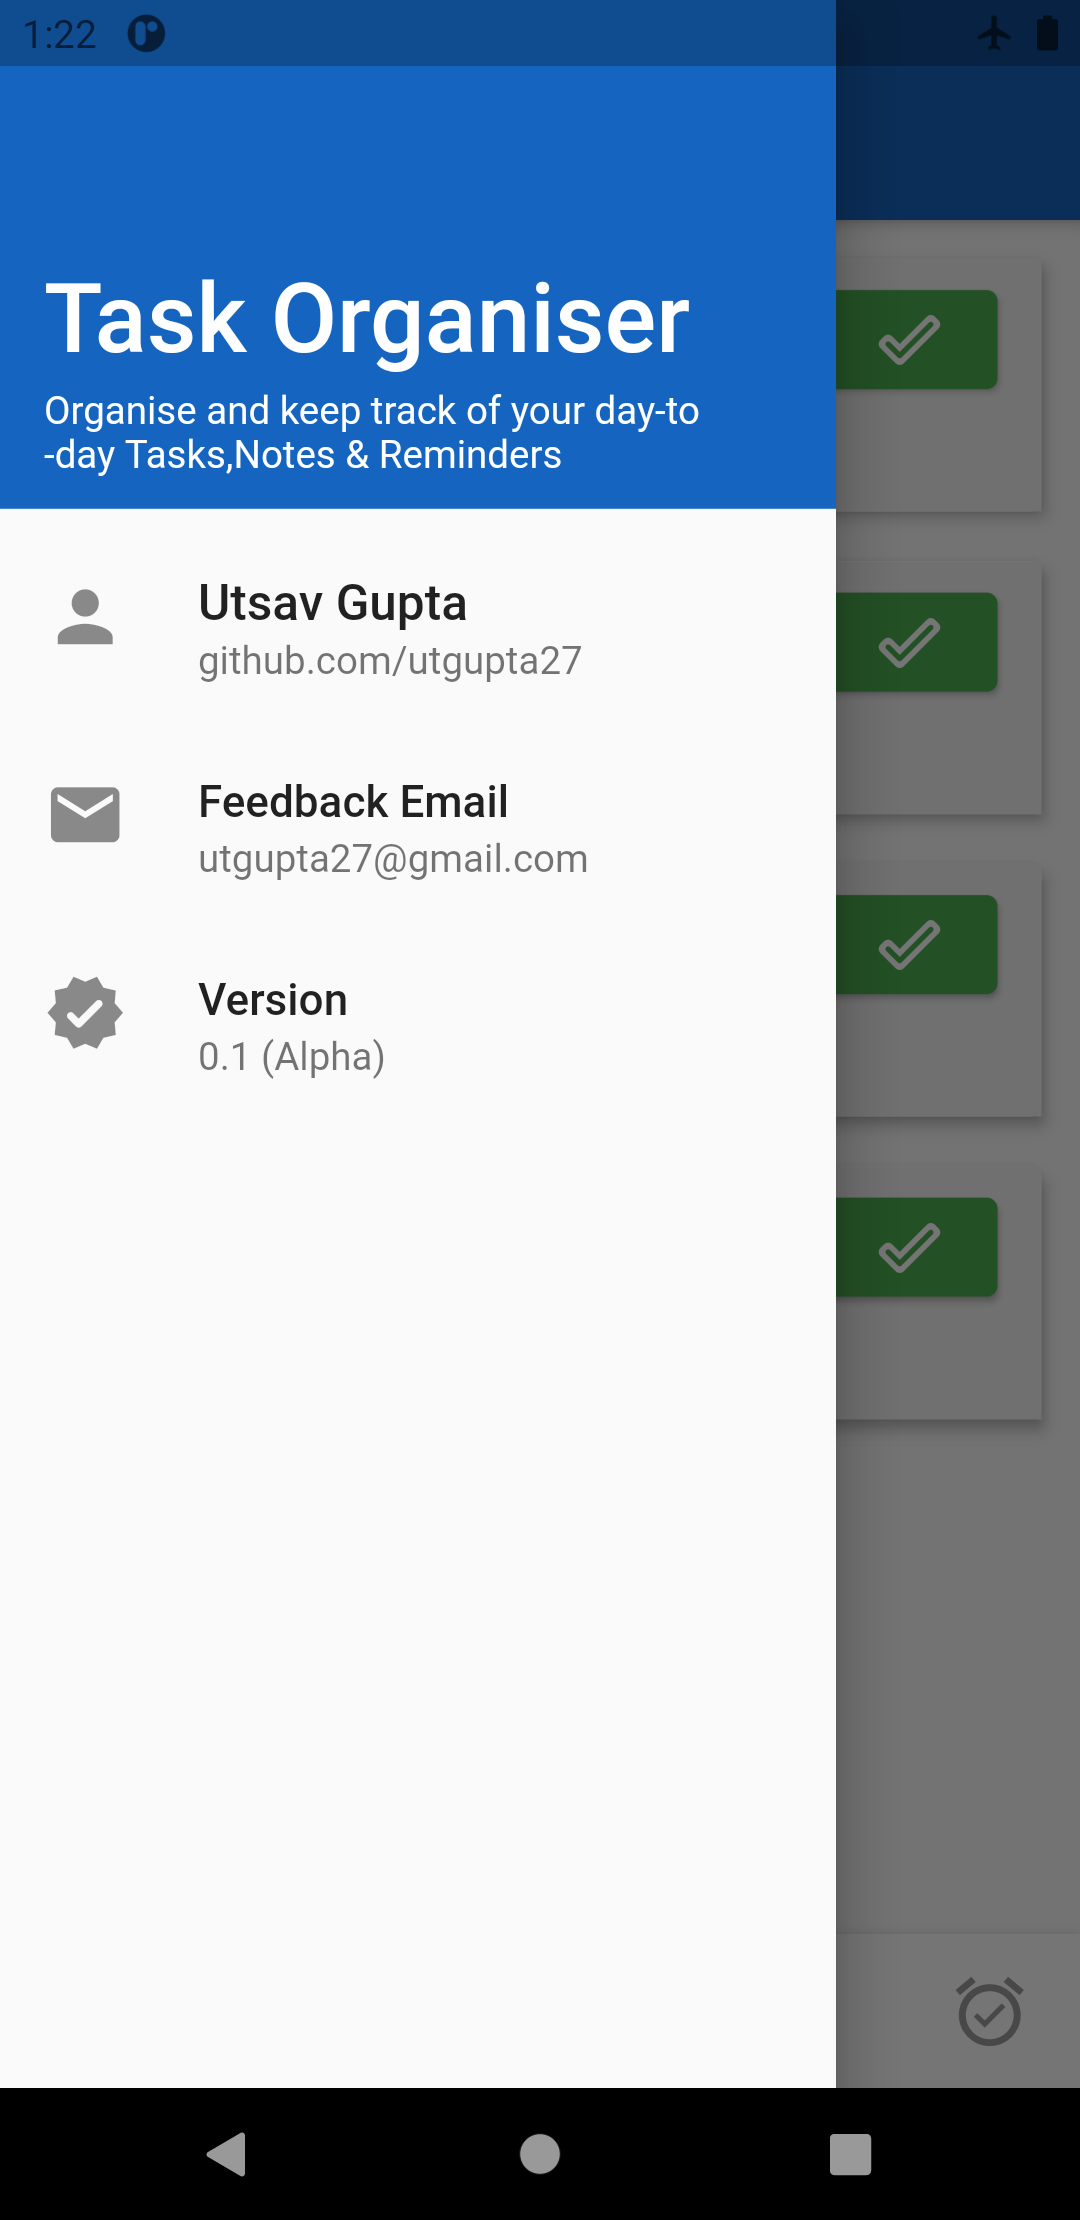 1:22
Task Organiser
Organise and keep track of your day-to
-day Tasks,Notes & Reminders
Utsav Gupta
github.com/utgupta27
Feedback Email
utgupta27@gmail.com
Version
0.1 (Alpha)